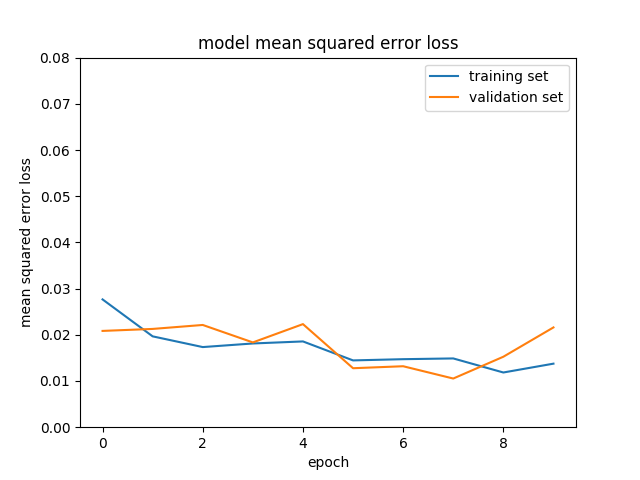 model mean squared error loss
training set
validation set
0.08
0.07
0.06
0.05
0.04
0.03
0.02
0.01
0.00
mean squared error loss
0 2 4 6 8
epoch